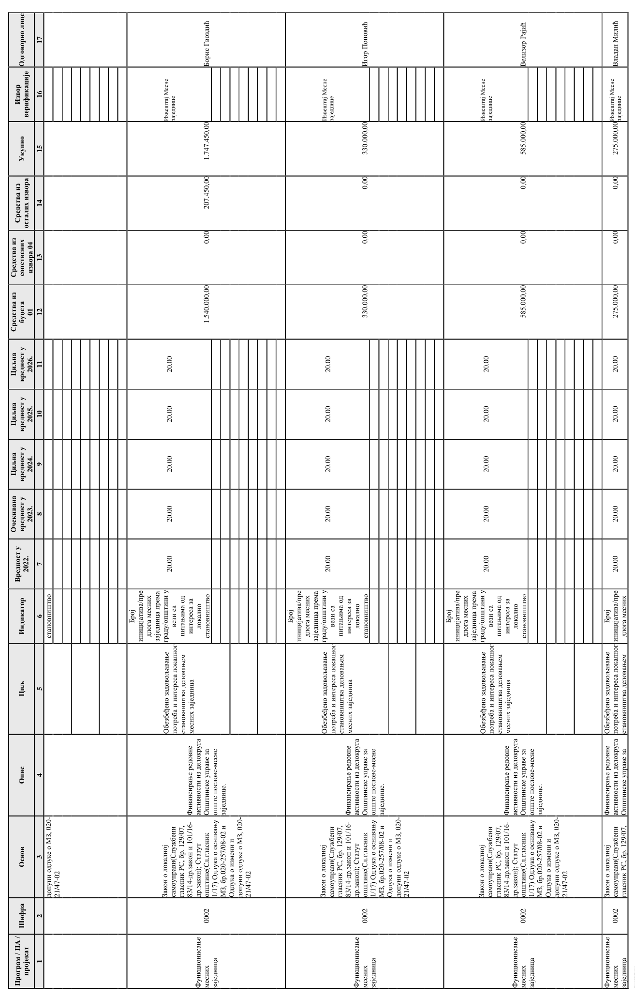 Програм / ПА /
пројекат
Шифра
Основ
Опис
Циљ
Индикатор
Вредност у
2022.
Очекивана
вредност у
2023.
Циљна
вредност у
2024.
Циљна
вредност у
2025.
Циљна
вредност у
2026.
Средства из
буџета
01
Средства из
сопствених
извора 04
Средства из
осталих извора
Укупно
Извор
верификације
Одговорно лице
1
2
3
4
5
6
7
8
9
10
11
12
13
14
15
16
17
допуни одлуке о МЗ, 020-
21/47-02
становништво
Функционисање
месних
заједница
0002
Закон о локалној
самоуправи(Службени
гласник РС, бр. 129/07,
83/14-др.закон и 101/16-
др.закон); Статут
општине(Сл.гласник
1/17) Одлука о оснивању
МЗ, бр.020-257/08-02 и
Одлука о измени и
допуни одлуке о МЗ, 020-
21/47-02
Финансирање редовне
активности из делокруга
Општинске управе за
опште послове-месне
заједнице.
Обезбеђено задовољавање
потреба и интереса локалног
становништва деловањем
месних заједница
Број
иницијатива/пре
длога месних
заједница према
граду/општини у
вези са
питањима од
интереса за
локално
становништво
20.00
20.00
20.00
20.00
20.00
1.540.000,00
0,00
207.450,00
1.747.450,00
Извештај Месне
заједнице
Борис Гвоздић
Функционисање
месних
заједница
0002
Закон о локалној
самоуправи(Службени
гласник РС, бр. 129/07,
83/14-др.закон и 101/16-
др.закон); Статут
општине(Сл.гласник
1/17) Одлука о оснивању
МЗ, бр.020-257/08-02 и
Одлука о измени и
допуни одлуке о МЗ, 020-
21/47-02
Финансирање редовне
активности из делокруга
Општинске управе за
опште послове-месне
заједнице.
Обезбеђено задовољавање
потреба и интереса локалног
становништва деловањем
месних заједница
Број
иницијатива/пре
длога месних
заједница према
граду/општини у
вези са
питањима од
интереса за
локално
становништво
20.00
20.00
20.00
20.00
20.00
330.000,00
0,00
0,00
330.000,00
Извештај Месне
заједнице
Игор Поповић
Функционисање
месних
заједница
0002
Закон о локалној
самоуправи(Службени
гласник РС, бр. 129/07,
83/14-др.закон и 101/16-
др.закон); Статут
општине(Сл.гласник
1/17) Одлука о оснивању
МЗ, бр.020-257/08-02 и
Одлука о измени и
допуни одлуке о МЗ, 020-
21/47-02
Финансирање редовне
активности из делокруга
Општинске управе за
опште послове-месне
заједнице.
Обезбеђено задовољавање
потреба и интереса локалног
становништва деловањем
месних заједница
Број
иницијатива/пре
длога месних
заједница према
граду/општини у
вези са
питањима од
интереса за
локално
становништво
20.00
20.00
20.00
20.00
20.00
585.000,00
0,00
0,00
585.000,00
Извештај Месне
заједнице
Велизор Рајић
Функционисање
месних
заједница
0002
Закон о локалној
самоуправи(Службени
гласник РС, бр. 129/07,
Финансирање редовне
активности из делокруга
Општинске управе за
Обезбеђено задовољавање
потреба и интереса локалног
становништва деловањем
Број
иницијатива/пре
длога месних
20.00
20.00
20.00
20.00
20.00
275.000,00
0,00
0,00
275.000,00
Извештај Месне
заједнице
Владан Милић